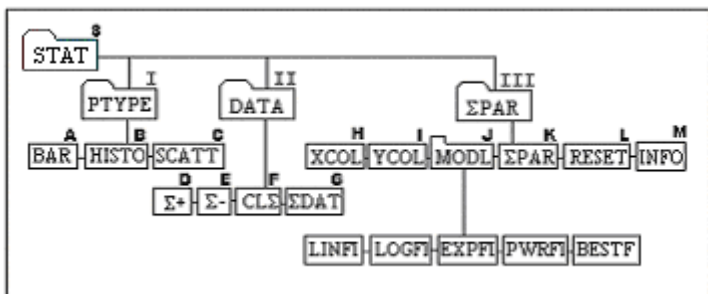 S
STAT
I II III
PTYPE DATA ΣPAR
A B C H I J K L M
BAR HISTO SCATT XCOL YCOL MODL ΣPAR RESET INFO
D E F G
Σ+ Σ- CLΣ ΣDAT
LINFI LOGFI EXPFI PWRFI BESTF